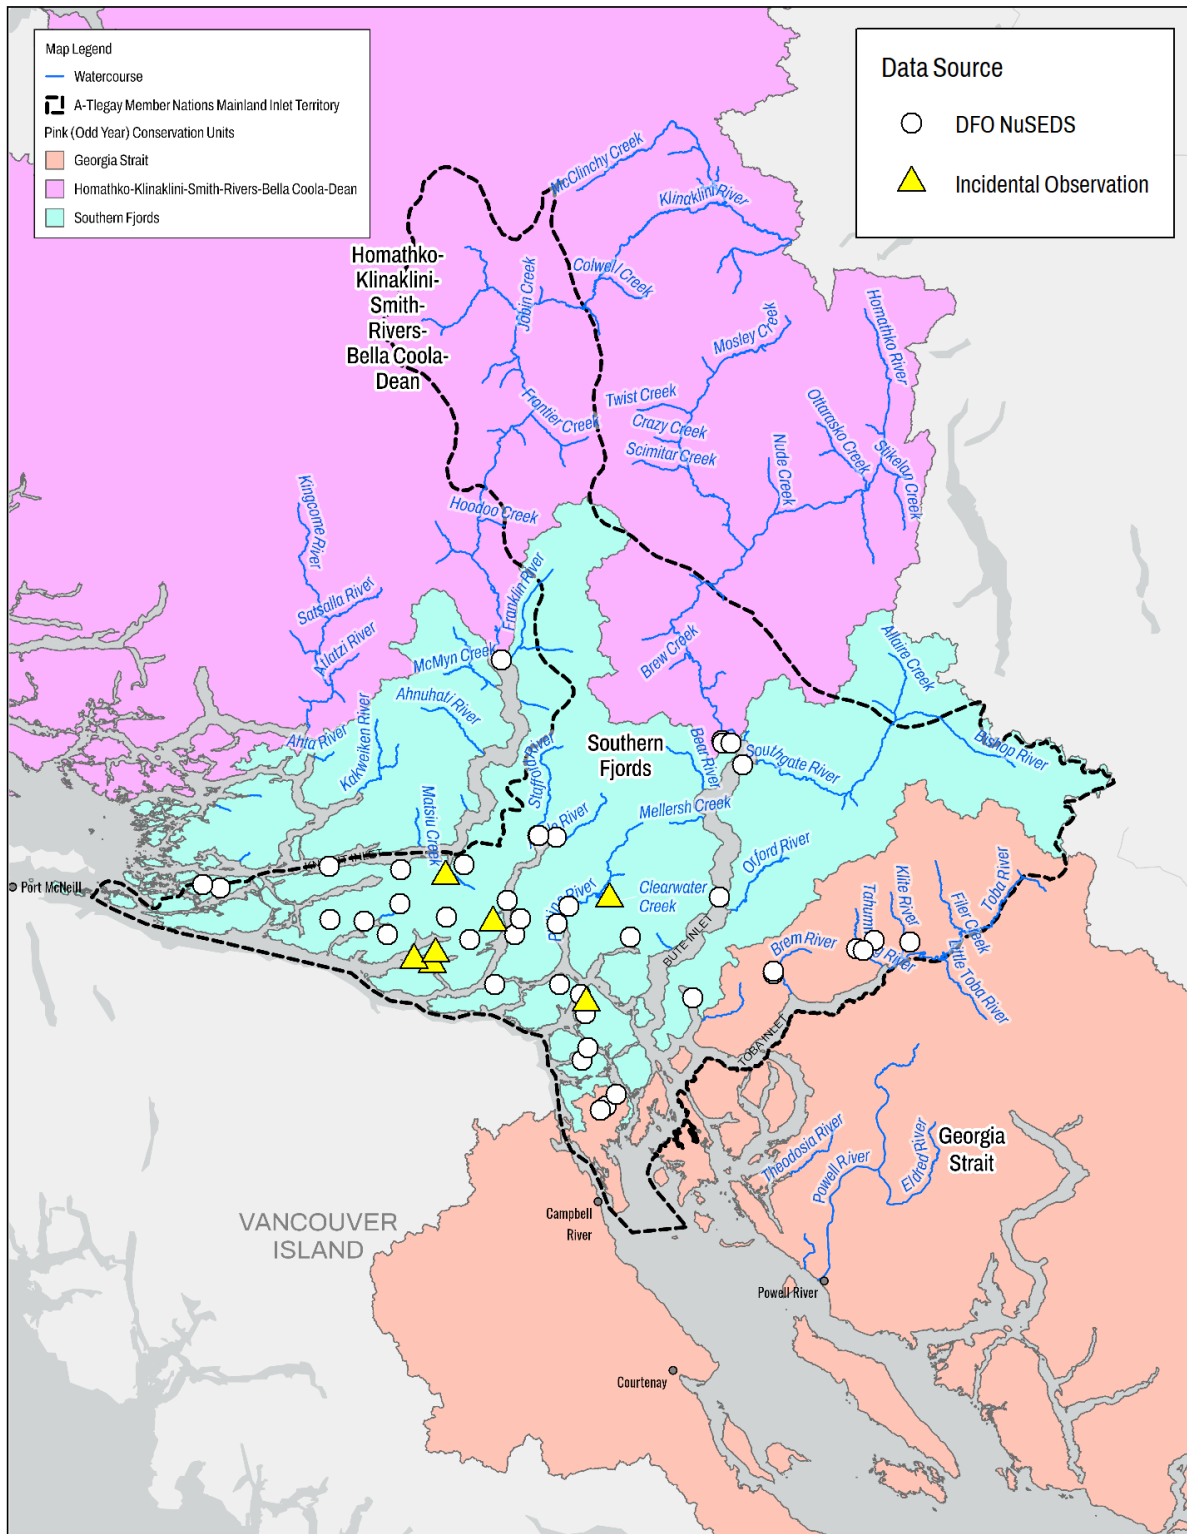 Map Legend
Watercourse
A-Tlegay Member Nations Mainland Inlet Territory
Pink (Odd Year) Conservation Units
Georgia Strait
Homathko-Klinaklini-Smith-Rivers-Bella Coola-Dean
Southern Fjords
Data Source
DFO NuSEDS
Incidental Observation
McClinchy Creek
Klinaklini River
Homathko-
Klinaklini-
Smith-
Rivers-
Bella Coola-
Dean
Colwell Creek
Jobin Creek
Homathko River
Mosley Creek
Twist Creek
Frontier Creek
Crazy Creek
Scimitar Creek
Ottarasko Creek
Nude Creek
Stikelan Creek
Kingcome River
Hoodoo Creek
Franklin River
Satsalla River
Atlatzi River
McMyn Creek
Brew Creek
Allaire Creek
Ahnuhati River
Ahta River
Kakweiken River
Stafford River
Southern
Fjords
Bear River
Southgate River
Bishop River
Matsiu Creek
Mellersh Creek
Orford River
Port McNeill
Clearwater
Creek
BUTE INLET
Klite River
Filer Creek
Toba River
Brem River
Little Toba River
TOBA INLET
Theodosia River
Powell River
Eldred River
Georgia
Strait
VANCOUVER
ISLAND
Campbell
River
Powell River
Courtenay